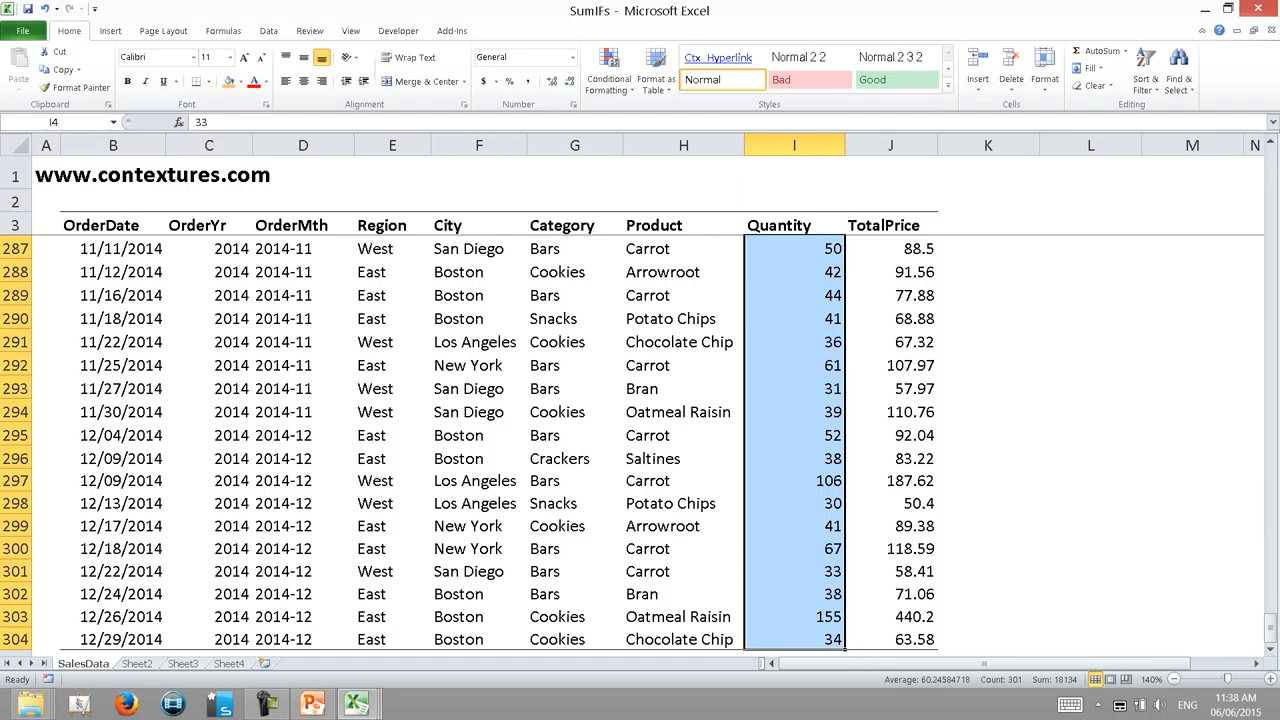 SumIFs - Microsoft Excel
File Home Insert Page Layout Formulas Data Review View Developer Add-Ins
Paste Cut Copy Format Painter Clipboard
Calibri 11 B I U A Font
Wrap Text Merge & Center Alignment
General $ % , Number
Conditional Formatting Format as Table
Ctx_Hyperlink Normal 2 2 Normal 2 3 2
Normal Bad Good
Styles
Insert Delete Format Cells
AutoSum Fill Clear Sort & Filter Find & Select Editing
I4 fx 33
A B C D E F G H I J K L M N
1 www.contextures.com
2
3 OrderDate OrderYr OrderMth Region City Category Product Quantity TotalPrice
287 11/11/2014 2014 2014-11 West San Diego Bars Carrot 50 88.5
288 11/12/2014 2014 2014-11 East Boston Cookies Arrowroot 42 91.56
289 11/16/2014 2014 2014-11 East Boston Bars Carrot 44 77.88
290 11/18/2014 2014 2014-11 East Boston Snacks Potato Chips 41 68.88
291 11/22/2014 2014 2014-11 West Los Angeles Cookies Chocolate Chip 36 67.32
292 11/25/2014 2014 2014-11 East New York Bars Carrot 61 107.97
293 11/27/2014 2014 2014-11 West San Diego Bars Bran 31 57.97
294 11/30/2014 2014 2014-11 West San Diego Cookies Oatmeal Raisin 39 110.76
295 12/04/2014 2014 2014-12 East Boston Bars Carrot 52 92.04
296 12/09/2014 2014 2014-12 East Boston Crackers Saltines 38 83.22
297 12/09/2014 2014 2014-12 West Los Angeles Bars Carrot 106 187.62
298 12/13/2014 2014 2014-12 West Los Angeles Snacks Potato Chips 30 50.4
299 12/17/2014 2014 2014-12 East New York Cookies Arrowroot 41 89.38
300 12/18/2014 2014 2014-12 East New York Bars Carrot 67 118.59
301 12/22/2014 2014 2014-12 West San Diego Bars Carrot 33 58.41
302 12/24/2014 2014 2014-12 East Boston Bars Bran 38 71.06
303 12/26/2014 2014 2014-12 East Boston Cookies Oatmeal Raisin 155 440.2
304 12/29/2014 2014 2014-12 East Boston Cookies Chocolate Chip 34 63.58
SalesData Sheet2 Sheet3 Sheet4
Ready Average: 60.24584718 Count: 301 Sum: 18134 140%
ENG 11:38 AM
06/06/2015